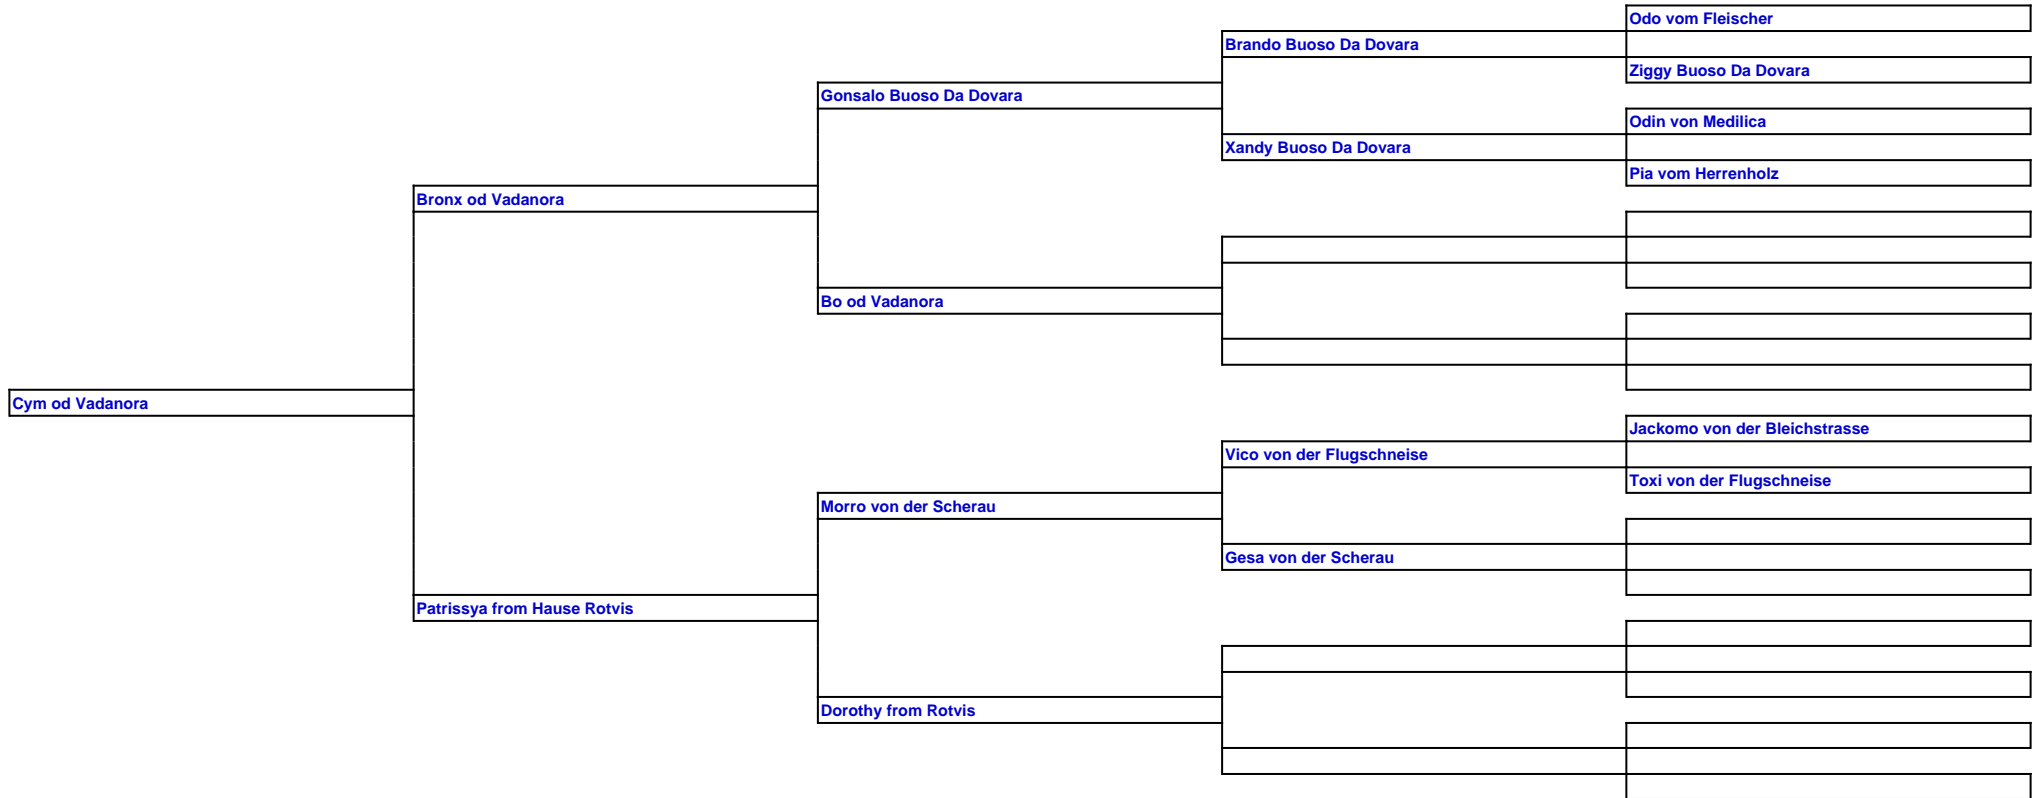 Odo vom Fleischer
Brando Buoso Da Dovara
Ziggy Buoso Da Dovara
Gonsalo Buoso Da Dovara
Odin von Medilica
Xandy Buoso Da Dovara
Pia vom Herrenholz
Bronx od Vadanora
Bo od Vadanora
Cym od Vadanora
Jackomo von der Bleichstrasse
Vico von der Flugschneise
Toxi von der Flugschneise
Morro von der Scherau
Gesa von der Scherau
Patrissya from Hause Rotvis
Dorothy from Rotvis